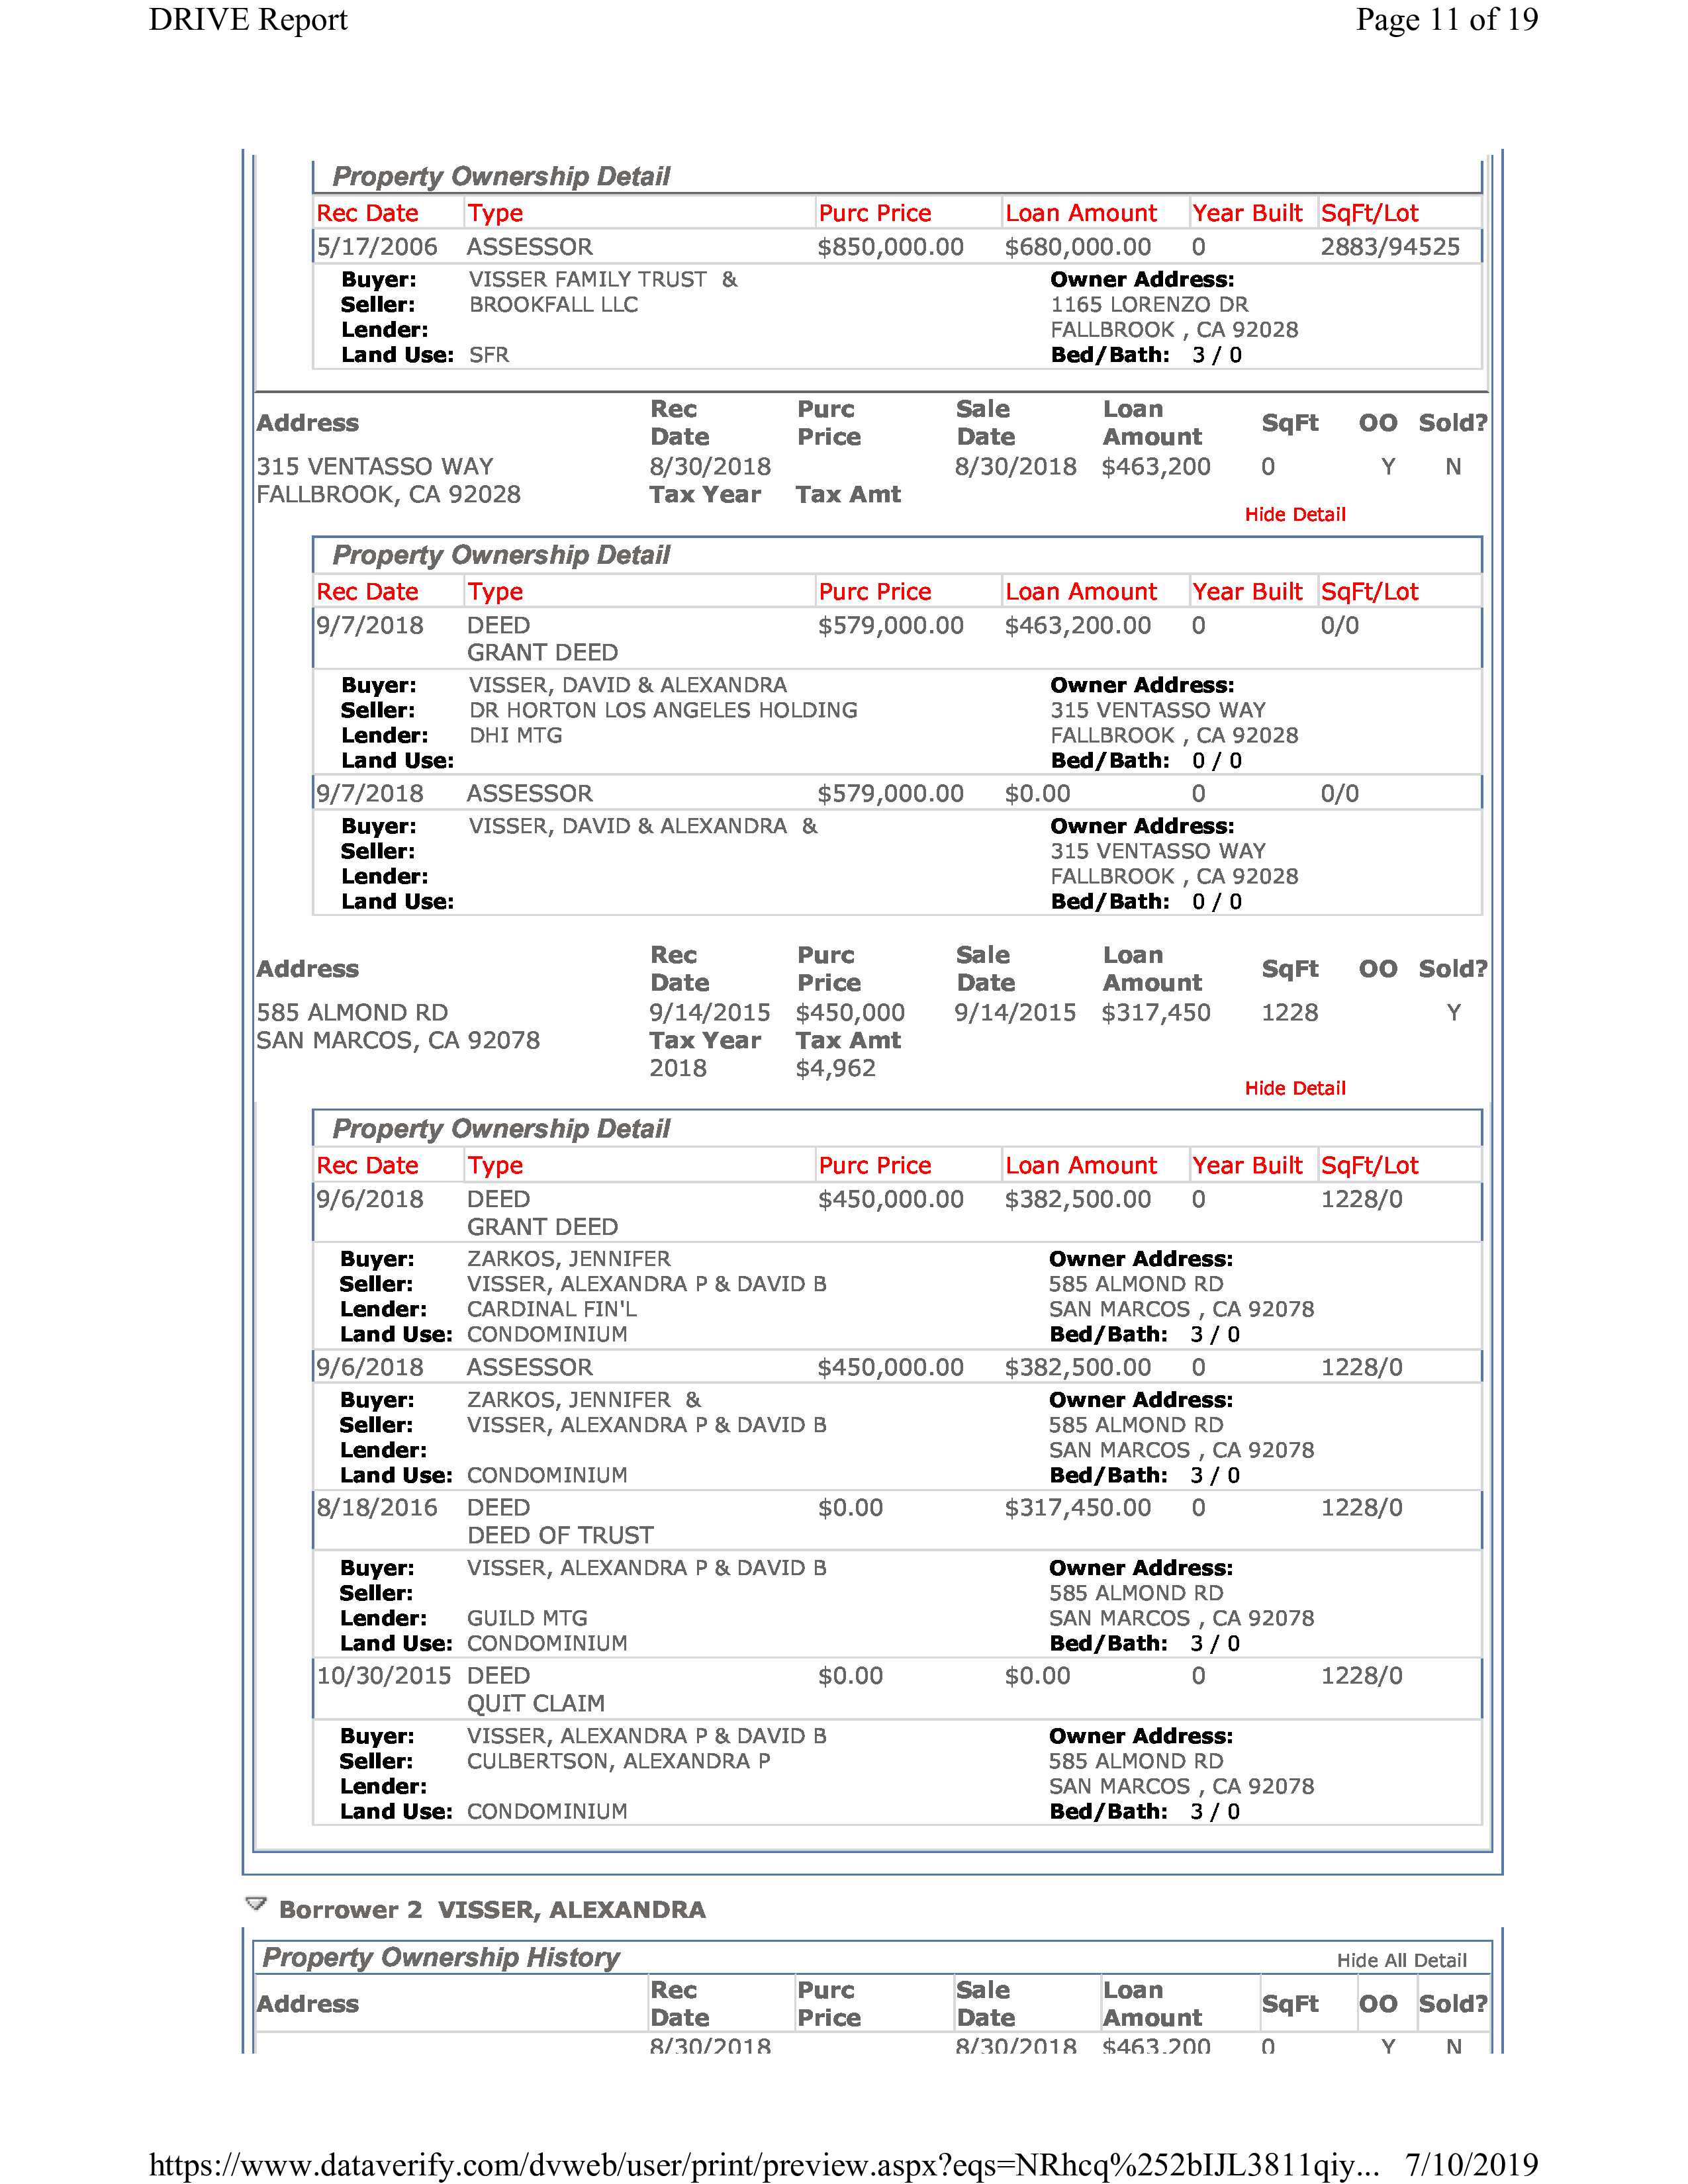 DRIVE Report Page 11 of 19
Property Ownership Detail
Rec Date Type Purc Price Loan Amount Year Built SqFt/Lot
5/17/2006 ASSESSOR $850,000.00 $680,000.00 0 2883/94525
Buyer: VISSER FAMILY TRUST & Owner Address:
Seller: BROOKFALL LLC 1165 LORENZO DR
Lender: FALLBROOK , CA 92028
Land Use: SFR Bed/Bath: 3 / 0
Address Rec Date Purc Price Sale Date Loan Amount SqFt OO Sold?
315 VENTASSO WAY 8/30/2018 8/30/2018 $463,200 0 Y N
FALLBROOK, CA 92028 Tax Year Tax Amt
Hide Detail
Property Ownership Detail
Rec Date Type Purc Price Loan Amount Year Built SqFt/Lot
9/7/2018 DEED $579,000.00 $463,200.00 0 0/0
GRANT DEED
Buyer: VISSER, DAVID & ALEXANDRA Owner Address:
Seller: DR HORTON LOS ANGELES HOLDING 315 VENTASSO WAY
Lender: DHI MTG FALLBROOK , CA 92028
Land Use: Bed/Bath: 0 / 0
9/7/2018 ASSESSOR $579,000.00 $0.00 0 0/0
Buyer: VISSER, DAVID & ALEXANDRA & Owner Address:
Seller: 315 VENTASSO WAY
Lender: FALLBROOK , CA 92028
Land Use: Bed/Bath: 0 / 0
Address Rec Date Purc Price Sale Date Loan Amount SqFt OO Sold?
585 ALMOND RD 9/14/2015 $450,000 9/14/2015 $317,450 1228 Y
SAN MARCOS, CA 92078 Tax Year Tax Amt
2018 $4,962
Hide Detail
Property Ownership Detail
Rec Date Type Purc Price Loan Amount Year Built SqFt/Lot
9/6/2018 DEED $450,000.00 $382,500.00 0 1228/0
GRANT DEED
Buyer: ZARKOS, JENNIFER Owner Address:
Seller: VISSER, ALEXANDRA P & DAVID B 585 ALMOND RD
Lender: CARDINAL FIN'L SAN MARCOS , CA 92078
Land Use: CONDOMINIUM Bed/Bath: 3 / 0
9/6/2018 ASSESSOR $450,000.00 $382,500.00 0 1228/0
Buyer: ZARKOS, JENNIFER & Owner Address:
Seller: VISSER, ALEXANDRA P & DAVID B 585 ALMOND RD
Lender: SAN MARCOS , CA 92078
Land Use: CONDOMINIUM Bed/Bath: 3 / 0
8/18/2016 DEED $0.00 $317,450.00 0 1228/0
DEED OF TRUST
Buyer: VISSER, ALEXANDRA P & DAVID B Owner Address:
Seller: 585 ALMOND RD
Lender: GUILD MTG SAN MARCOS , CA 92078
Land Use: CONDOMINIUM Bed/Bath: 3 / 0
10/30/2015 DEED $0.00 $0.00 0 1228/0
QUIT CLAIM
Buyer: VISSER, ALEXANDRA P & DAVID B Owner Address:
Seller: CULBERTSON, ALEXANDRA P 585 ALMOND RD
Lender: SAN MARCOS , CA 92078
Land Use: CONDOMINIUM Bed/Bath: 3 / 0
Borrower 2 VISSER, ALEXANDRA
Property Ownership History Hide All Detail
Address Rec Date Purc Price Sale Date Loan Amount SqFt OO Sold?
8/30/2018 8/30/2018 $463,200 0 Y N
https://www.dataverify.com/dvweb/user/print/preview.aspx?eqs=NRhcq%252bIJL3811qiy... 7/10/2019